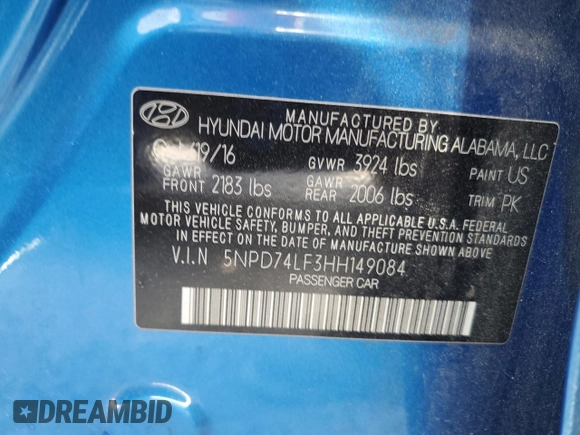 MANUFACTURED BY
HYUNDAI MOTOR MANUFACTURING ALABAMA, LLC
/19/16 GVWR 3924 lbs PAINT US
GAWR FRONT 2183 lbs GAWR REAR 2006 lbs TRIM PK
THIS VEHICLE CONFORMS TO ALL APPLICABLE U.S.A. FEDERAL
MOTOR VEHICLE SAFETY, BUMPER, AND THEFT PREVENTION STANDARDS
IN EFFECT ON THE DATE OF MANUFACTURE SHOWN ABOVE
V.I.N 5NPD74LF3HH149084
PASSENGER CAR
DREAMBID